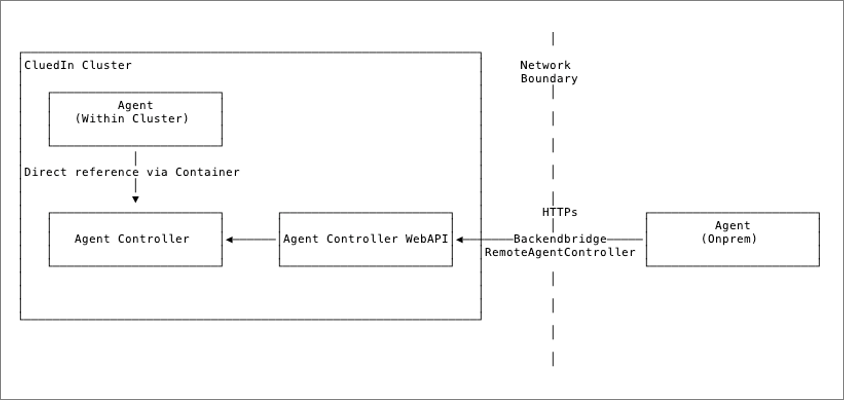 CluedIn Cluster
Network
Boundary
Agent
(Within Cluster)
Direct reference via Container
HTTPs
Agent Controller
Agent Controller WebAPI
Backendbridge
RemoteAgentController
Agent
(Onprem)